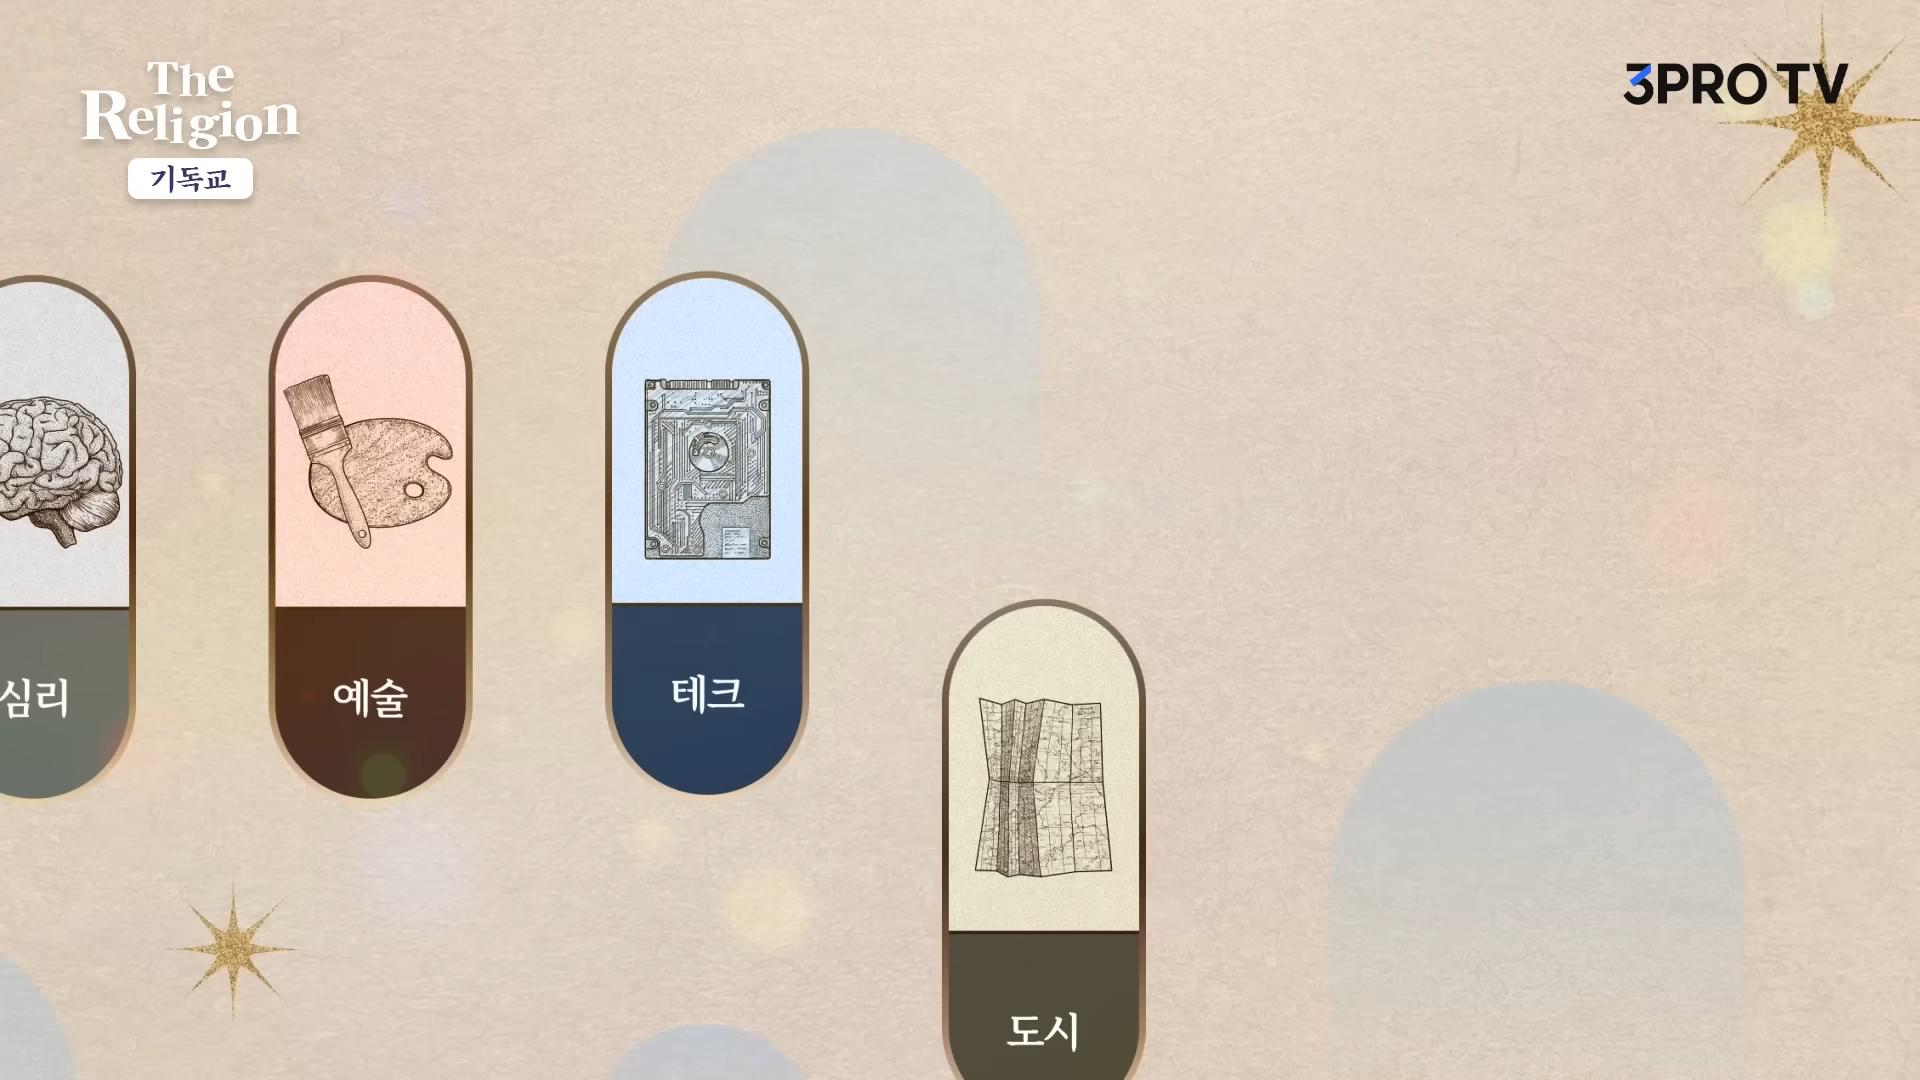 The
Religion
기독교
3PRO TV
심리
예술
테크
도시